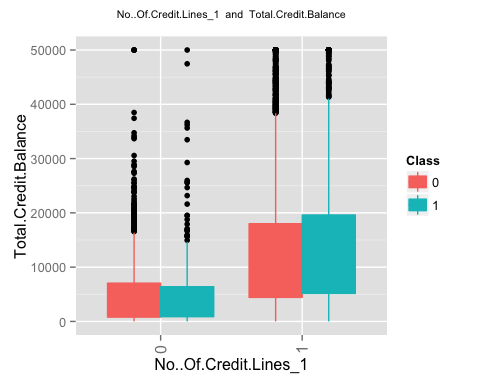 No..Of.Credit.Lines_1 and Total.Credit.Balance
50000
40000
30000
20000
10000
0
Total.Credit.Balance
0
1
No..Of.Credit.Lines_1
Class
0
1